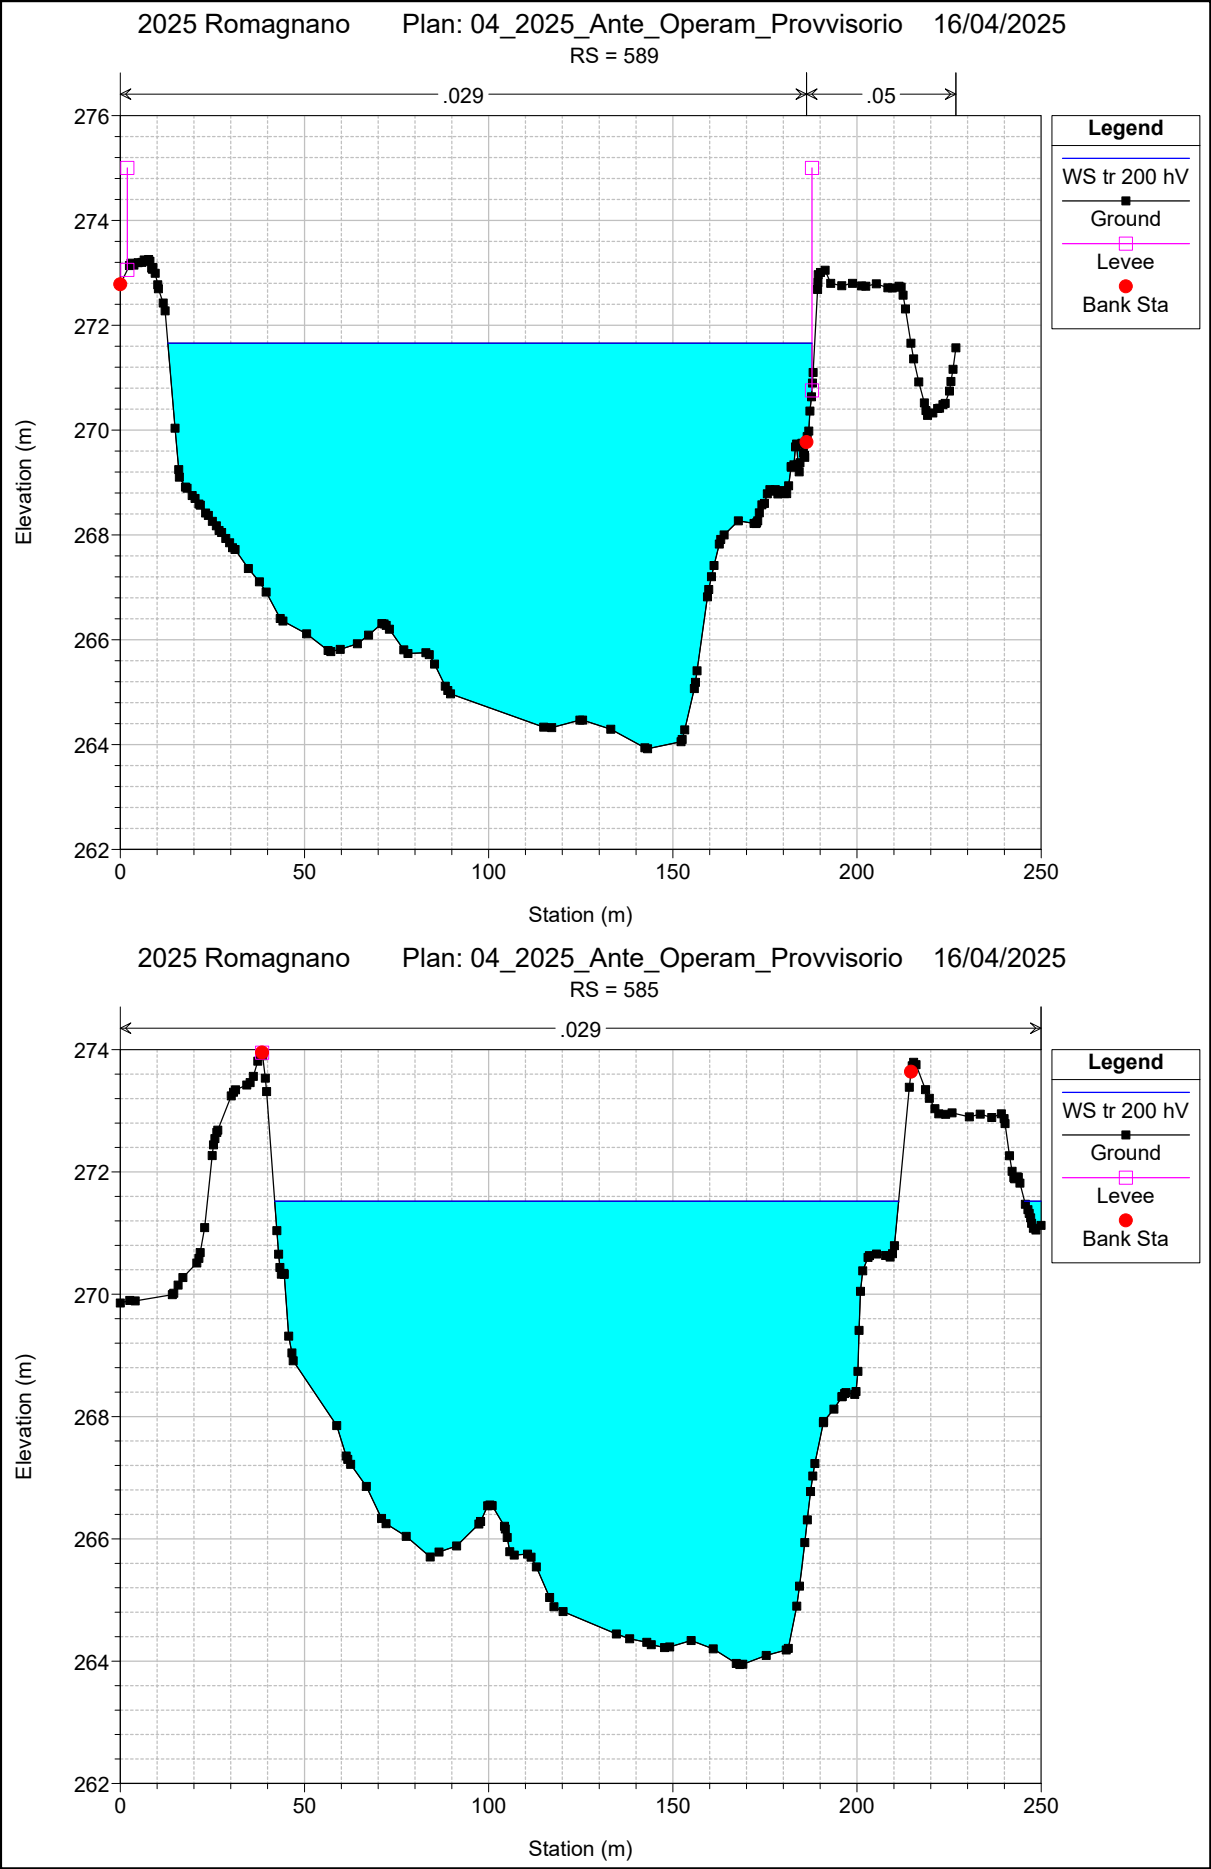 2025 Romagnano Plan: 04_2025_Ante_Operam_Provvisorio 16/04/2025
RS = 589
.029 .05
276
274
272
270
268
266
264
262
Elevation (m)
0 50 100 150 200 250
Station (m)
Legend
WS tr 200 hV
Ground
Levee
Bank Sta
2025 Romagnano Plan: 04_2025_Ante_Operam_Provvisorio 16/04/2025
RS = 585
.029
274
272
270
268
266
264
262
Elevation (m)
0 50 100 150 200 250
Station (m)
Legend
WS tr 200 hV
Ground
Levee
Bank Sta